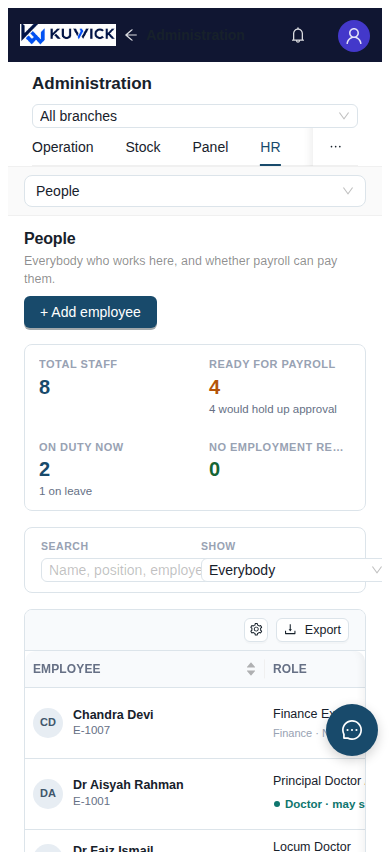 KUWICK
Administration
Administration
All branches
Operation Stock Panel HR ...
People
People
Everybody who works here, and whether payroll can pay
them.
+ Add employee
TOTAL STAFF
8
READY FOR PAYROLL
4
4 would hold up approval
ON DUTY NOW
2
1 on leave
NO EMPLOYMENT RE...
0
SEARCH
Name, position, employe
SHOW
Everybody
Export
EMPLOYEE ROLE
CD
Chandra Devi
E-1007
Finance Ex
Finance ·
DA
Dr Aisyah Rahman
E-1001
Principal Doctor
Doctor · may s
Dr Faiz Ismail
Locum Doctor